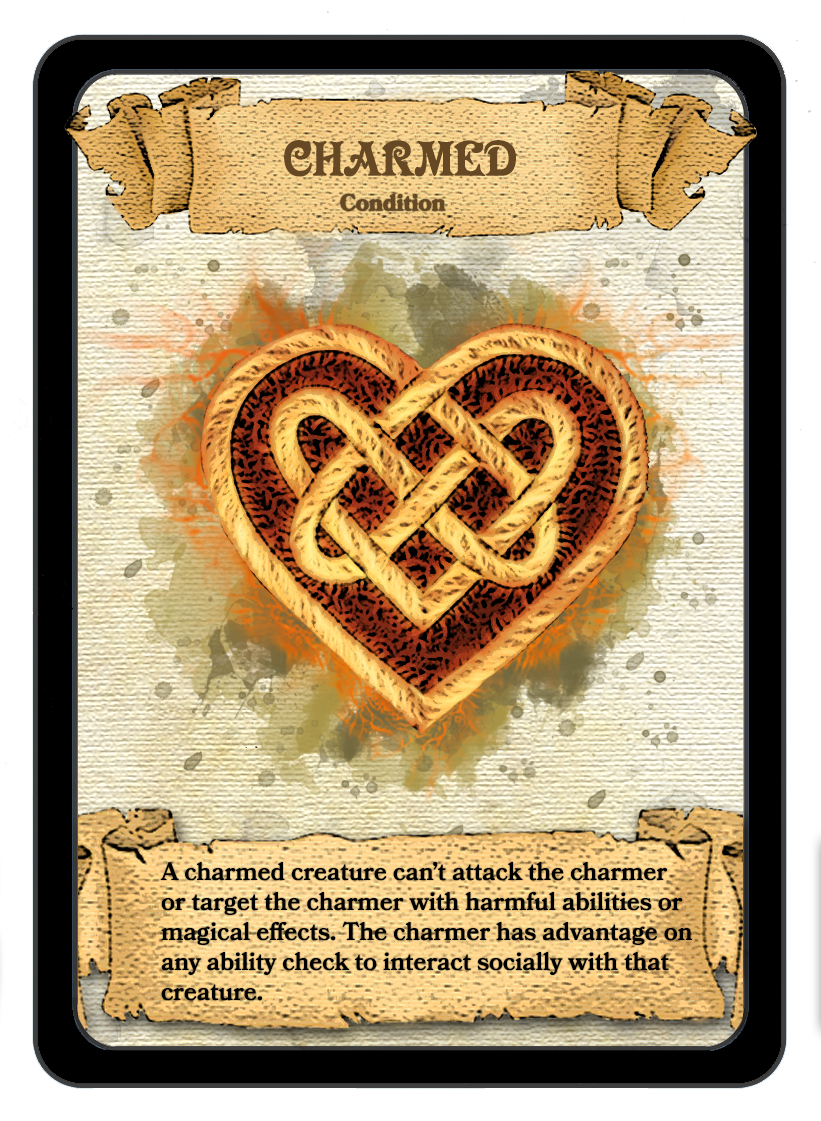 CHARMED
Condition
A charmed creature can't attack the charmer
or target the charmer with harmful abilities or
magical effects. The charmer has advantage on
any ability check to interact socially with that
creature.